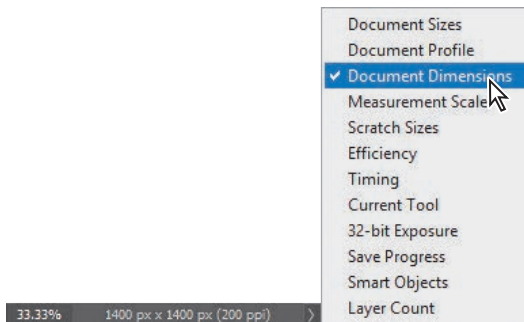 Document Sizes
Document Profile
Document Dimensions
Measurement Scale
Scratch Sizes
Efficiency
Timing
Current Tool
32-bit Exposure
Save Progress
Smart Objects
Layer Count
33.33% 1400 px x 1400 px (200 ppi)